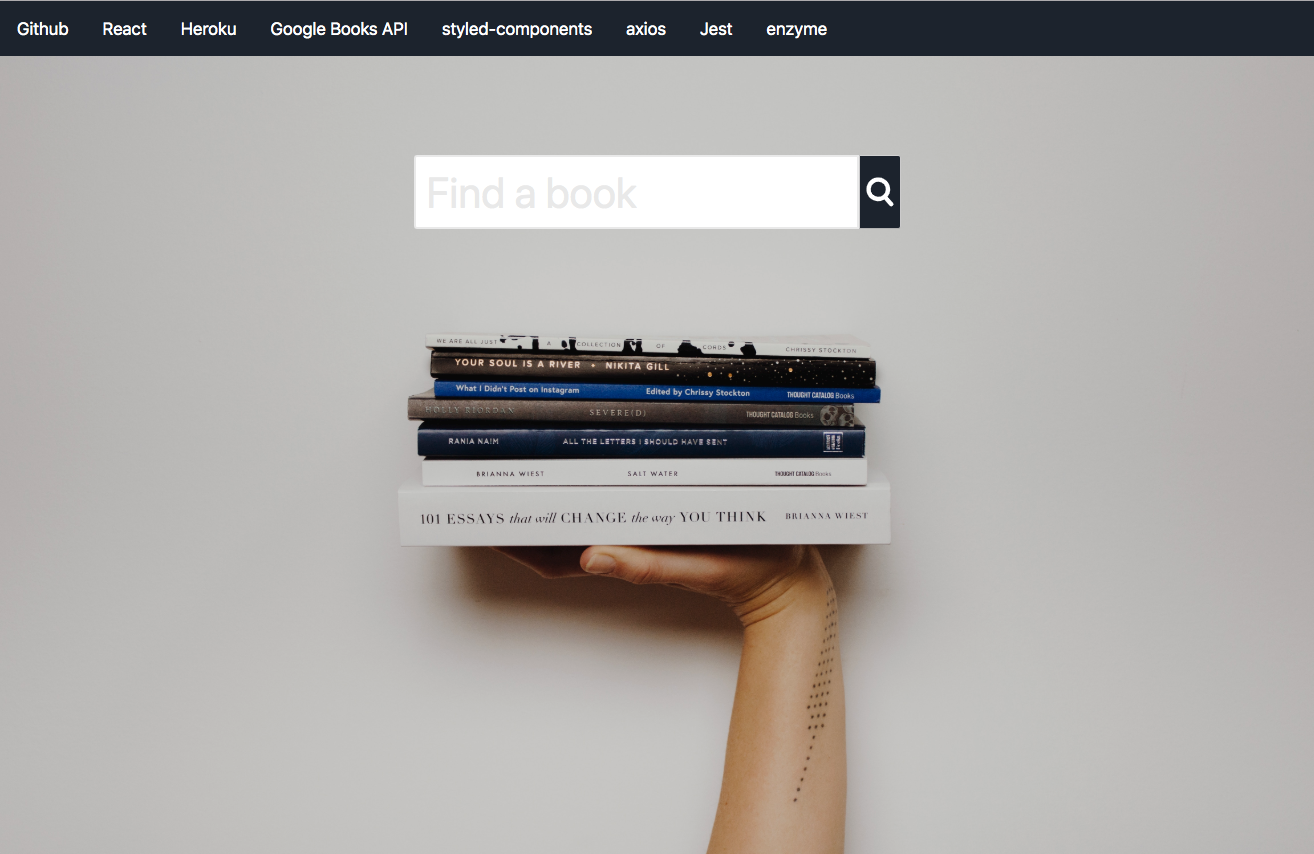 Github React Heroku Google Books API styled-components axios Jest enzyme
Find a book
WE ARE ALL JUST A COLLECTION OF CORDS CHRISSY STOCKTON
YOUR SOUL IS A RIVER • NIKITA GILL
What I Didn't Post on Instagram Edited by Chrissy Stockton THOUGHT CATALOG Books
HOLLY RIORDAN SEVERE(D) THOUGHT CATALOG Books
RANIA NAIM ALL THE LETTERS I SHOULD HAVE SENT
BRIANNA WIEST SALT WATER THOUGHT CATALOG Books
101 ESSAYS that will CHANGE the way YOU THINK BRIANNA WIEST